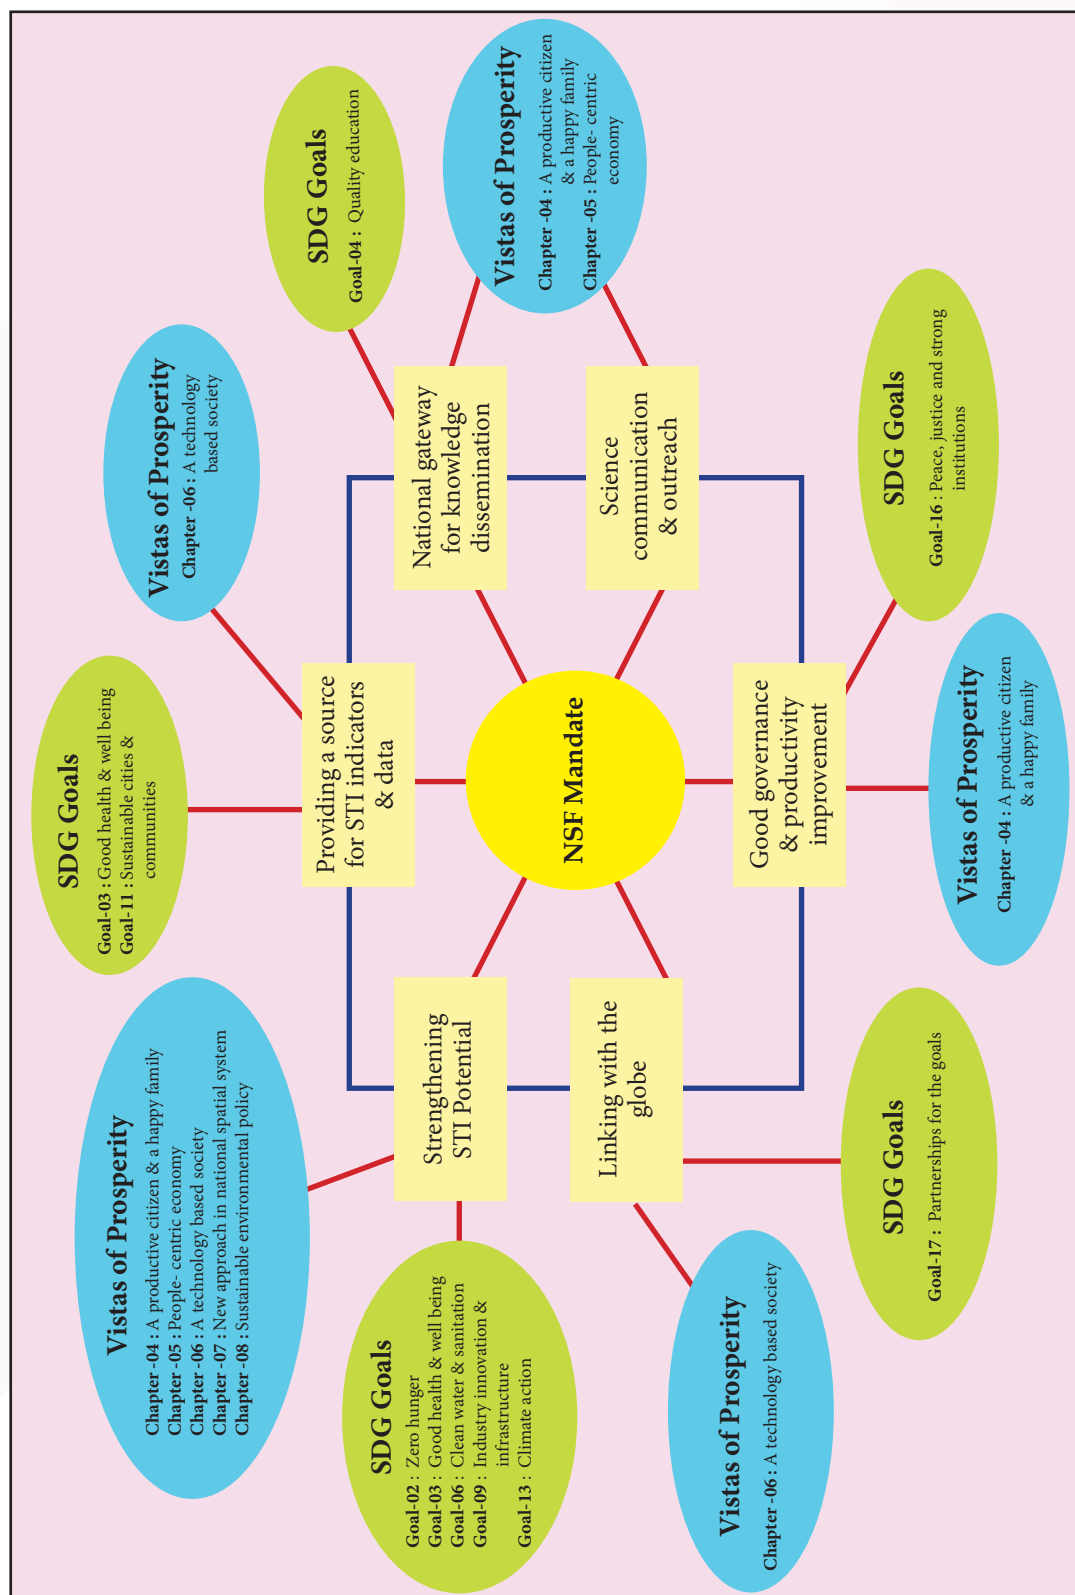 Vistas of Prosperity
Chapter -04 : A productive citizen & a happy family
Chapter -05 : People- centric economy
Chapter -06 : A technology based society
Chapter -07 : New approach in national spatial system
Chapter -08 : Sustainable environmental policy
SDG Goals
Goal-03 : Good health & well being
Goal-11 : Sustainable cities &
communities
Vistas of Prosperity
Chapter -06 : A technology
based society
SDG Goals
Goal-04 : Quality education
SDG Goals
Goal-02 : Zero hunger
Goal-03 : Good health & well being
Goal-06 : Clean water & sanitation
Goal-09 : Industry innovation &
infrastructure
Goal-13 : Climate action
Strengthening
STI Potential
Providing a source
for STI indicators
& data
National gateway
for knowledge
dissemination
Vistas of Prosperity
Chapter -04 : A productive citizen
& a happy family
Chapter -05 : People- centric
economy
NSF Mandate
Linking with the
globe
Good governance
& productivity
improvement
Science
communication
& outreach
Vistas of Prosperity
Chapter -06 : A technology based society
SDG Goals
Goal-17 : Partnerships for the goals
Vistas of Prosperity
Chapter -04 : A productive citizen
& a happy family
SDG Goals
Goal-16 : Peace, justice and strong
institutions